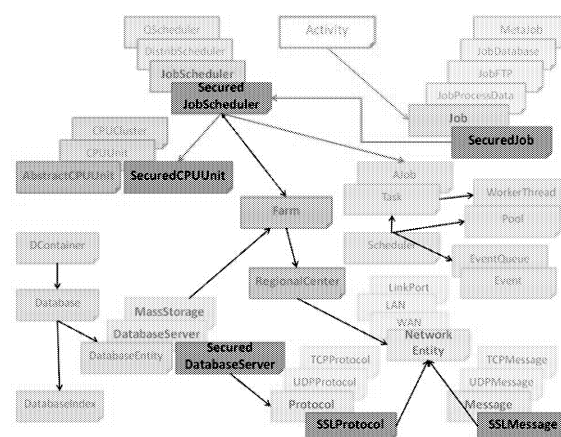 QScheduler
DistribScheduler
JobScheduler
Secured
JobScheduler
Activity
MetaJob
JobDatabase
JobFTP
JobProcessData
Job
SecuredJob
CPUCluster
CPUUnit
AbstractCPUUnit
SecuredCPUUnit
AJob
Task
WorkerThread
Pool
Farm
Scheduler
EventQueue
Event
DContainer
RegionalCenter
LinkPort
LAN
WAN
Network
Entity
Database
MassStorage
DatabaseServer
DatabaseEntity
Secured
DatabaseServer
TCPProtocol
UDPProtocol
Protocol
SSLProtocol
TCPMessage
UDPMessage
Message
SSLMessage
DatabaseIndex